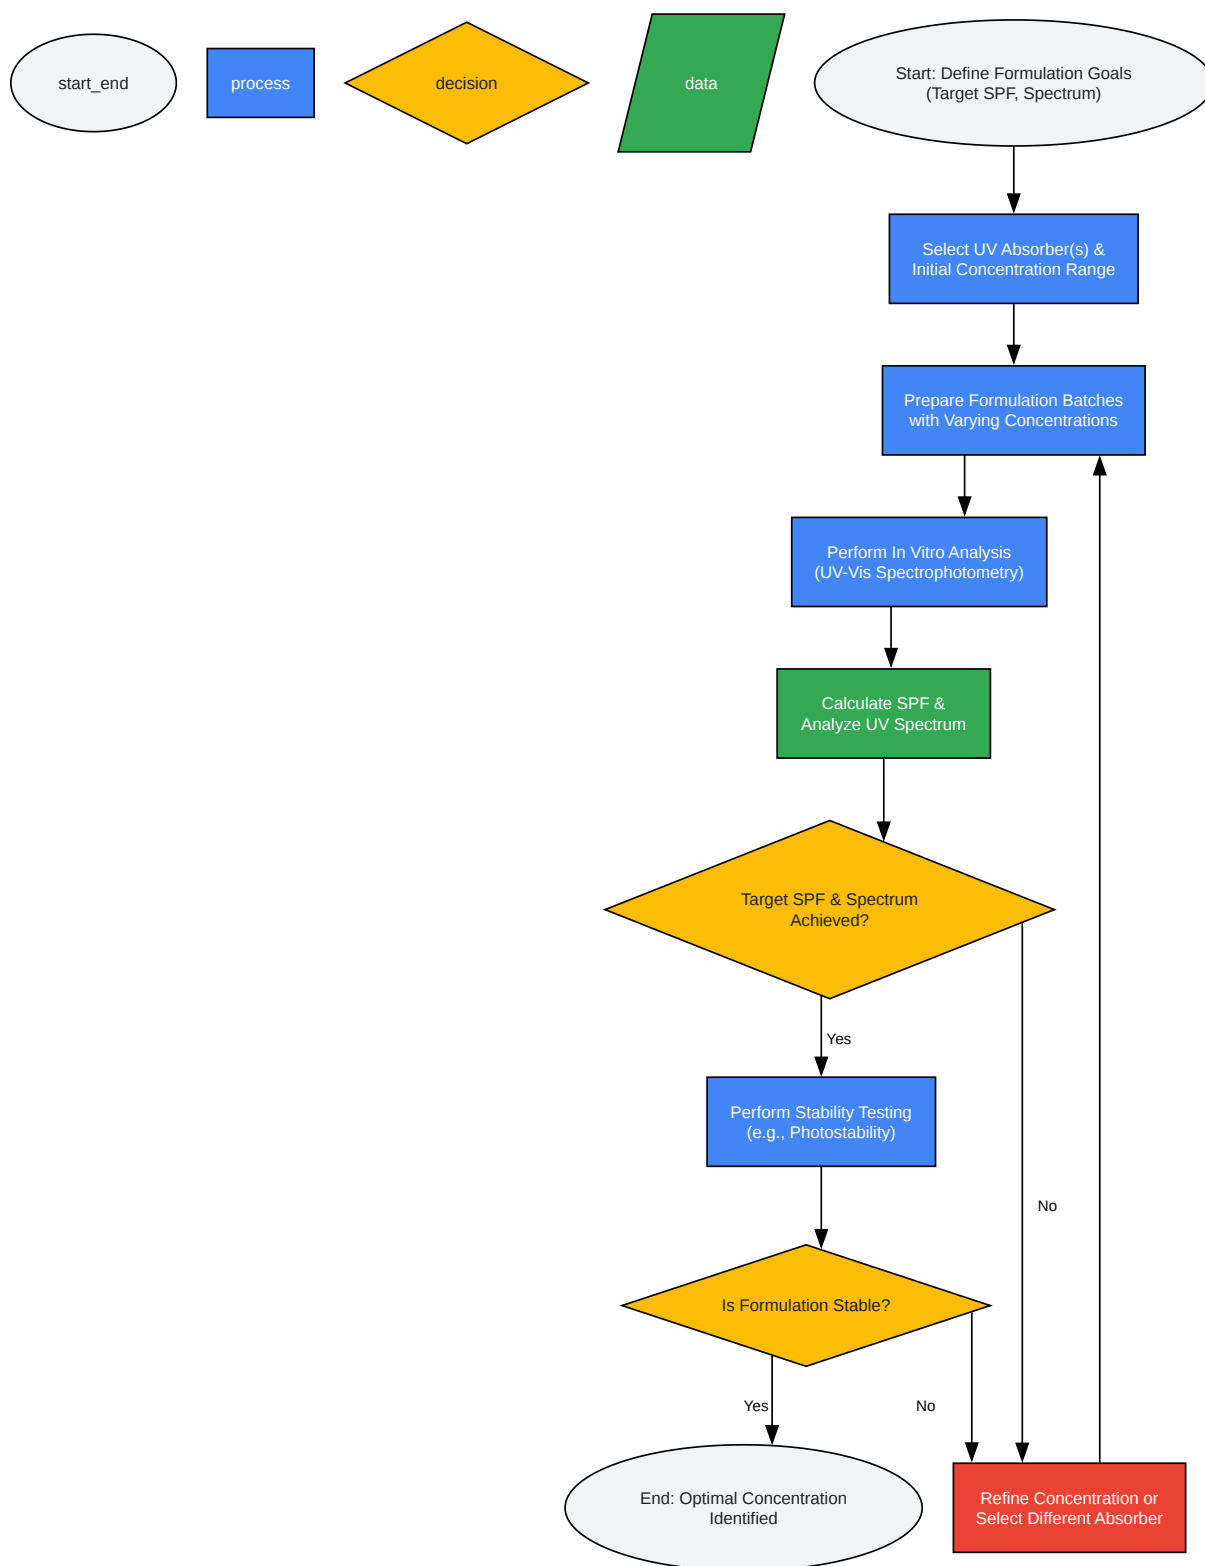 start_end
process
decision
data
Start: Define Formulation Goals
(Target SPF, Spectrum)
Select UV Absorber(s) &
Initial Concentration Range
Prepare Formulation Batches
with Varying Concentrations
Perform In Vitro Analysis
(UV-Vis Spectrophotometry)
Calculate SPF &
Analyze UV Spectrum
Target SPF & Spectrum
Achieved?
Yes
Perform Stability Testing
(e.g., Photostability)
No
Is Formulation Stable?
Yes
No
End: Optimal Concentration
Identified
Refine Concentration or
Select Different Absorber